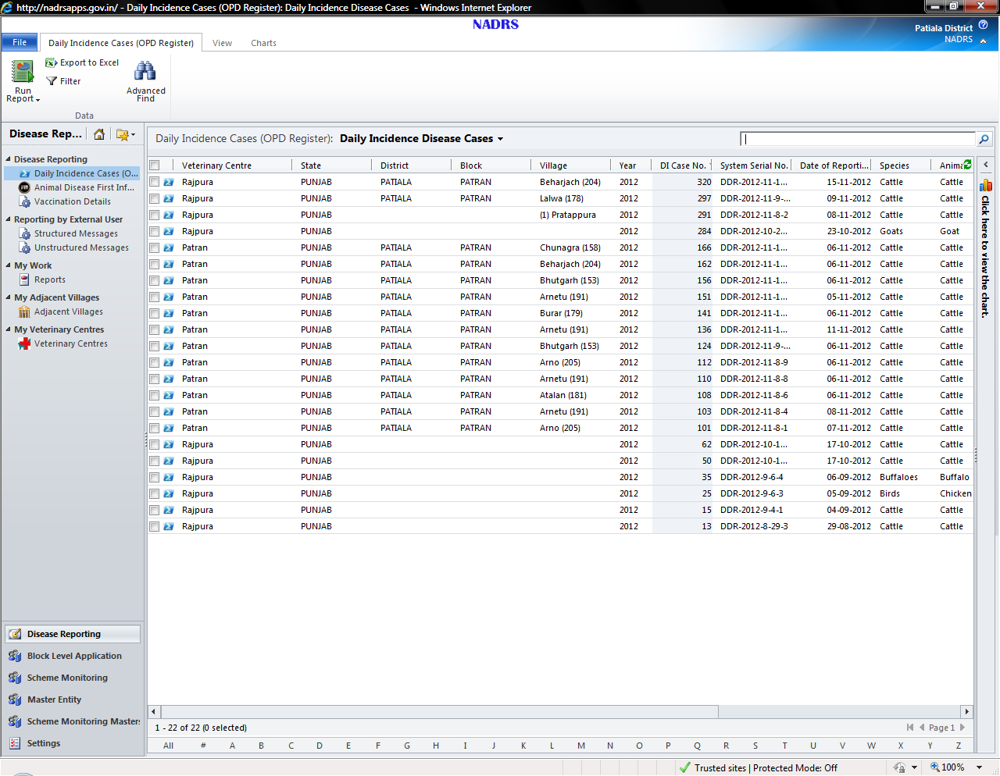 http://nadrsapps.gov.in/ - Daily Incidence Cases (OPD Register): Daily Incidence Disease Cases - Windows Internet Explorer
NADRS
Patiala District
NADRS
File Daily Incidence Cases (OPD Register) View Charts
Run Report
Export to Excel
Filter
Advanced Find
Data
Disease Rep...
Disease Reporting
Daily Incidence Cases (O...
Animal Disease First Inf...
Vaccination Details
Reporting by External User
Structured Messages
Unstructured Messages
My Work
Reports
My Adjacent Villages
Adjacent Villages
My Veterinary Centres
Veterinary Centres
Disease Reporting
Block Level Application
Scheme Monitoring
Master Entity
Scheme Monitoring Masters
Settings
Daily Incidence Cases (OPD Register): Daily Incidence Disease Cases
Veterinary Centre State District Block Village Year DI Case No. System Serial No. Date of Reporti... Species Anima
Rajpura PUNJAB PATIALA PATRAN Beharjach (204) 2012 320 DDR-2012-11-1... 15-11-2012 Cattle Cattle
Rajpura PUNJAB PATIALA PATRAN Lalwa (178) 2012 297 DDR-2012-11-9-... 09-11-2012 Cattle Cattle
Rajpura PUNJAB (1) Pratappura 2012 291 DDR-2012-11-8-2 08-11-2012 Cattle Cattle
Rajpura PUNJAB 2012 284 DDR-2012-10-2... 23-10-2012 Goats Goat
Patran PUNJAB PATIALA PATRAN Chunagra (158) 2012 166 DDR-2012-11-1... 06-11-2012 Cattle Cattle
Patran PUNJAB PATIALA PATRAN Beharjach (204) 2012 162 DDR-2012-11-1... 06-11-2012 Cattle Cattle
Patran PUNJAB PATIALA PATRAN Bhutgarh (153) 2012 156 DDR-2012-11-1... 06-11-2012 Cattle Cattle
Patran PUNJAB PATIALA PATRAN Arnetu (191) 2012 151 DDR-2012-11-1... 05-11-2012 Cattle Cattle
Patran PUNJAB PATIALA PATRAN Burar (179) 2012 141 DDR-2012-11-1... 06-11-2012 Cattle Cattle
Patran PUNJAB PATIALA PATRAN Arnetu (191) 2012 136 DDR-2012-11-1... 11-11-2012 Cattle Cattle
Patran PUNJAB PATIALA PATRAN Bhutgarh (153) 2012 124 DDR-2012-11-9-... 06-11-2012 Cattle Cattle
Patran PUNJAB PATIALA PATRAN Arno (205) 2012 112 DDR-2012-11-8-9 06-11-2012 Cattle Cattle
Patran PUNJAB PATIALA PATRAN Arnetu (191) 2012 110 DDR-2012-11-8-8 06-11-2012 Cattle Cattle
Patran PUNJAB PATIALA PATRAN Atalan (181) 2012 108 DDR-2012-11-8-6 06-11-2012 Cattle Cattle
Patran PUNJAB PATIALA PATRAN Arnetu (191) 2012 103 DDR-2012-11-8-4 08-11-2012 Cattle Cattle
Patran PUNJAB PATIALA PATRAN Arno (205) 2012 101 DDR-2012-11-8-1 07-11-2012 Cattle Cattle
Rajpura PUNJAB 2012 62 DDR-2012-10-1... 17-10-2012 Cattle Cattle
Rajpura PUNJAB 2012 50 DDR-2012-10-1... 17-10-2012 Cattle Cattle
Rajpura PUNJAB 2012 35 DDR-2012-9-6-4 06-09-2012 Buffaloes Buffalo
Rajpura PUNJAB 2012 25 DDR-2012-9-6-3 05-09-2012 Birds Chicken
Rajpura PUNJAB 2012 15 DDR-2012-9-4-1 04-09-2012 Cattle Cattle
Rajpura PUNJAB 2012 13 DDR-2012-8-29-3 29-08-2012 Cattle Cattle
Click here to view the chart.
1 - 22 of 22 (0 selected) Page 1
All # A B C D E F G H I J K L M N O P Q R S T U V W X Y Z
Trusted sites | Protected Mode: Off 100%